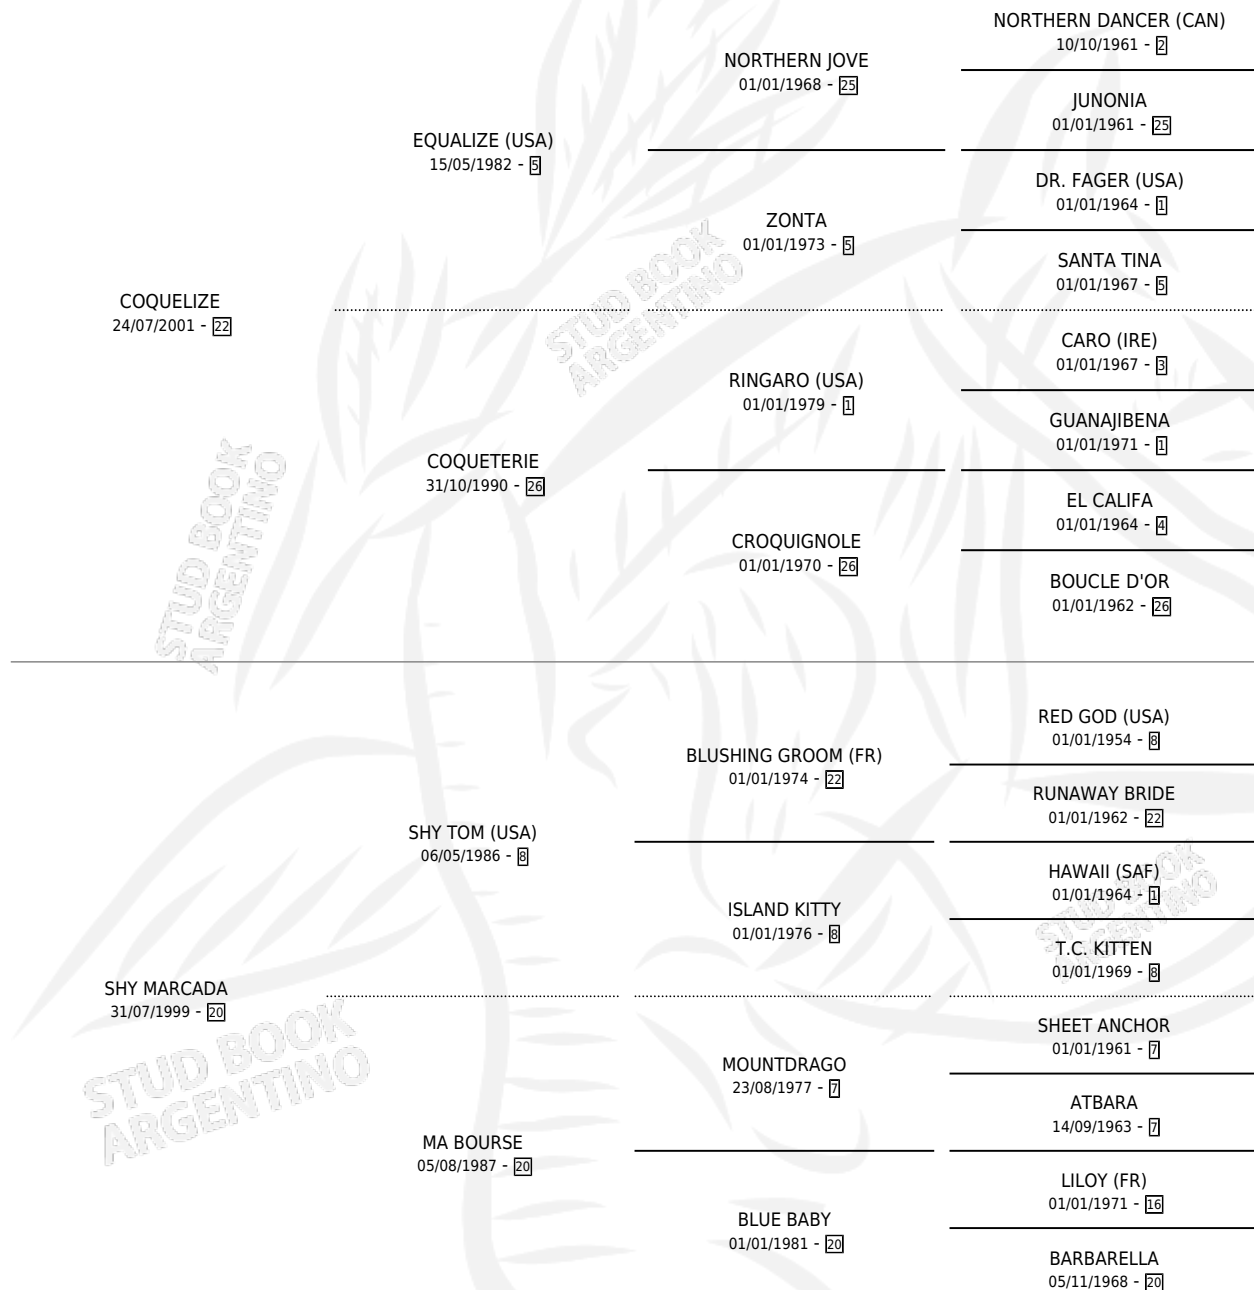 NORTHERN DANCER (CAN)
10/10/1961 - 2
NORTHERN JOVE
01/01/1968 - 25
JUNONIA
01/01/1961 - 25
EQUALIZE (USA)
15/05/1982 - 5
DR. FAGER (USA)
01/01/1964 - 1
ZONTA
01/01/1973 - 5
SANTA TINA
01/01/1967 - 5
COQUELIZE
24/07/2001 - 22
STUD BOOK
ARGENTINO
CARO (IRE)
01/01/1967 - 3
RINGARO (USA)
01/01/1979 - 1
GUANAJIBENA
01/01/1971 - 1
COQUETERIE
31/10/1990 - 26
EL CALIFA
01/01/1964 - 4
CROQUIGNOLE
01/01/1970 - 26
BOUCLE D'OR
01/01/1962 - 26
STUD BOOK
ARGENTINO
RED GOD (USA)
01/01/1954 - 8
BLUSHING GROOM (FR)
01/01/1974 - 22
RUNAWAY BRIDE
01/01/1962 - 22
SHY TOM (USA)
06/05/1986 - 8
HAWAII (SAF)
01/01/1964 - 1
ISLAND KITTY
01/01/1976 - 8
STUD BOOK
ARGENTINO
T.C. KITTEN
01/01/1969 - 8
SHY MARCADA
31/07/1999 - 20
STUD BOOK
ARGENTINO
SHEET ANCHOR
01/01/1961 - 7
MOUNTDRAGO
23/08/1977 - 7
ATBARA
14/09/1963 - 7
MA BOURSE
05/08/1987 - 20
LILOY (FR)
01/01/1971 - 16
BLUE BABY
01/01/1981 - 20
BARBARELLA
05/11/1968 - 20